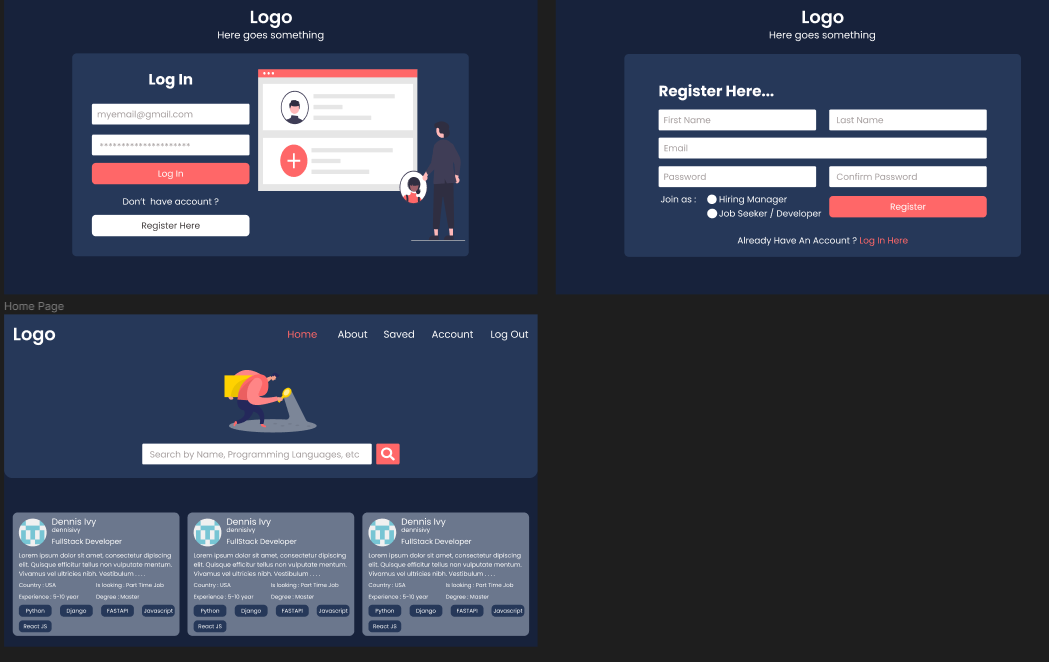 Logo
Here goes something
Log In
myemail@gmail.com
*********************
Log In
Don't have account ?
Register Here
Logo
Here goes something
Register Here...
First Name
Last Name
Email
Password
Confirm Password
Join as :
Hiring Manager
Job Seeker / Developer
Register
Already Have An Account ? Log In Here
Home Page
Logo
Home
About
Saved
Account
Log Out
Search by Name, Programming Languages, etc
Dennis Ivy
dennisivy
FullStack Developer
Lorem ipsum dolor sit amet, consectetur dipiscing
elit. Quisque efficitur tellus non vulputate mentum.
Vivamus vel ultricies nibh. Vestibulum . . . .
Country : USA
Is looking : Part Time Job
Experience : 5-10 year
Degree : Master
Python
Django
FASTAPI
Javascript
React JS
Dennis Ivy
dennisivy
FullStack Developer
Lorem ipsum dolor sit amet, consectetur dipiscing
elit. Quisque efficitur tellus non vulputate mentum.
Vivamus vel ultricies nibh. Vestibulum . . . .
Country : USA
Is looking : Part Time Job
Experience : 5-10 year
Degree : Master
Python
Django
FASTAPI
Javascript
React JS
Dennis Ivy
dennisivy
FullStack Developer
Lorem ipsum dolor sit amet, consectetur dipiscing
elit. Quisque efficitur tellus non vulputate mentum.
Vivamus vel ultricies nibh. Vestibulum . . . .
Country : USA
Is looking : Part Time Job
Experience : 5-10 year
Degree : Master
Python
Django
FASTAPI
Javascript
React JS